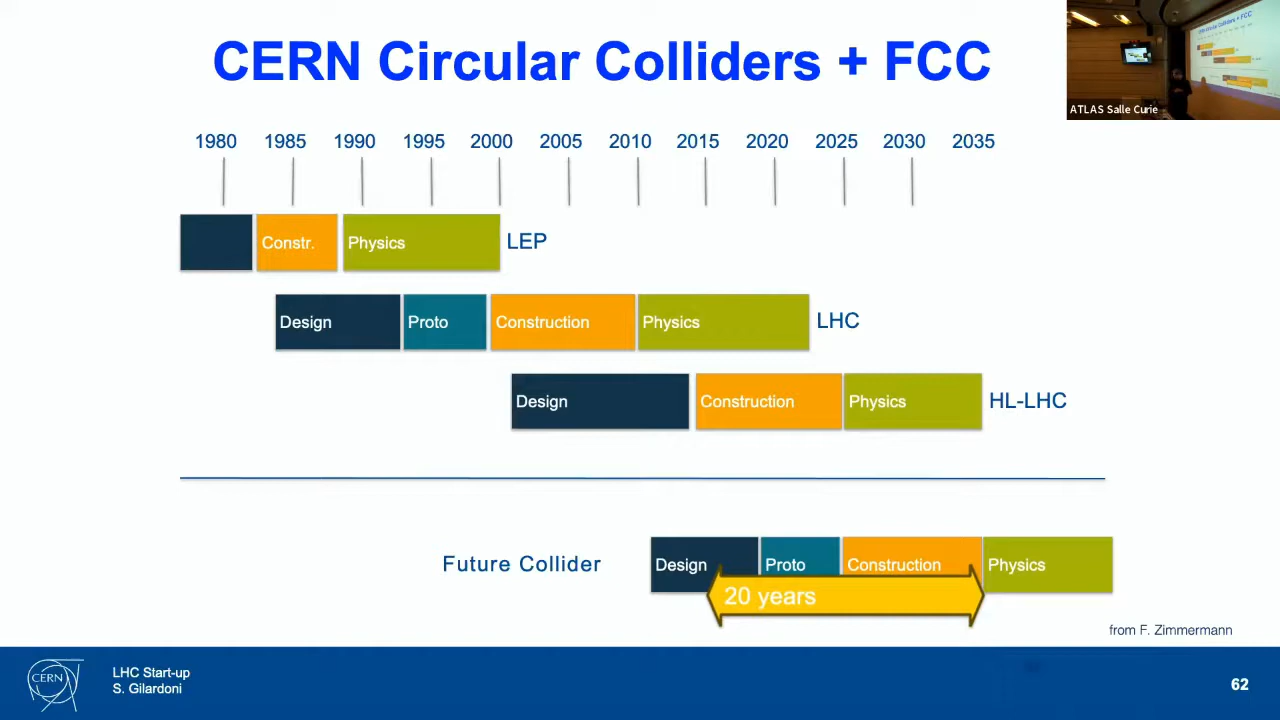 CERN Circular Colliders + FCC
ATLAS Salle Curie
1980 1985 1990 1995 2000 2005 2010 2015 2020 2025 2030 2035
Constr. Physics LEP
Design Proto Construction Physics LHC
Design Construction Physics HL-LHC
Future Collider Design Proto Construction Physics
20 years
from F. Zimmermann
CERN
LHC Start-up
S. Gilardoni
62